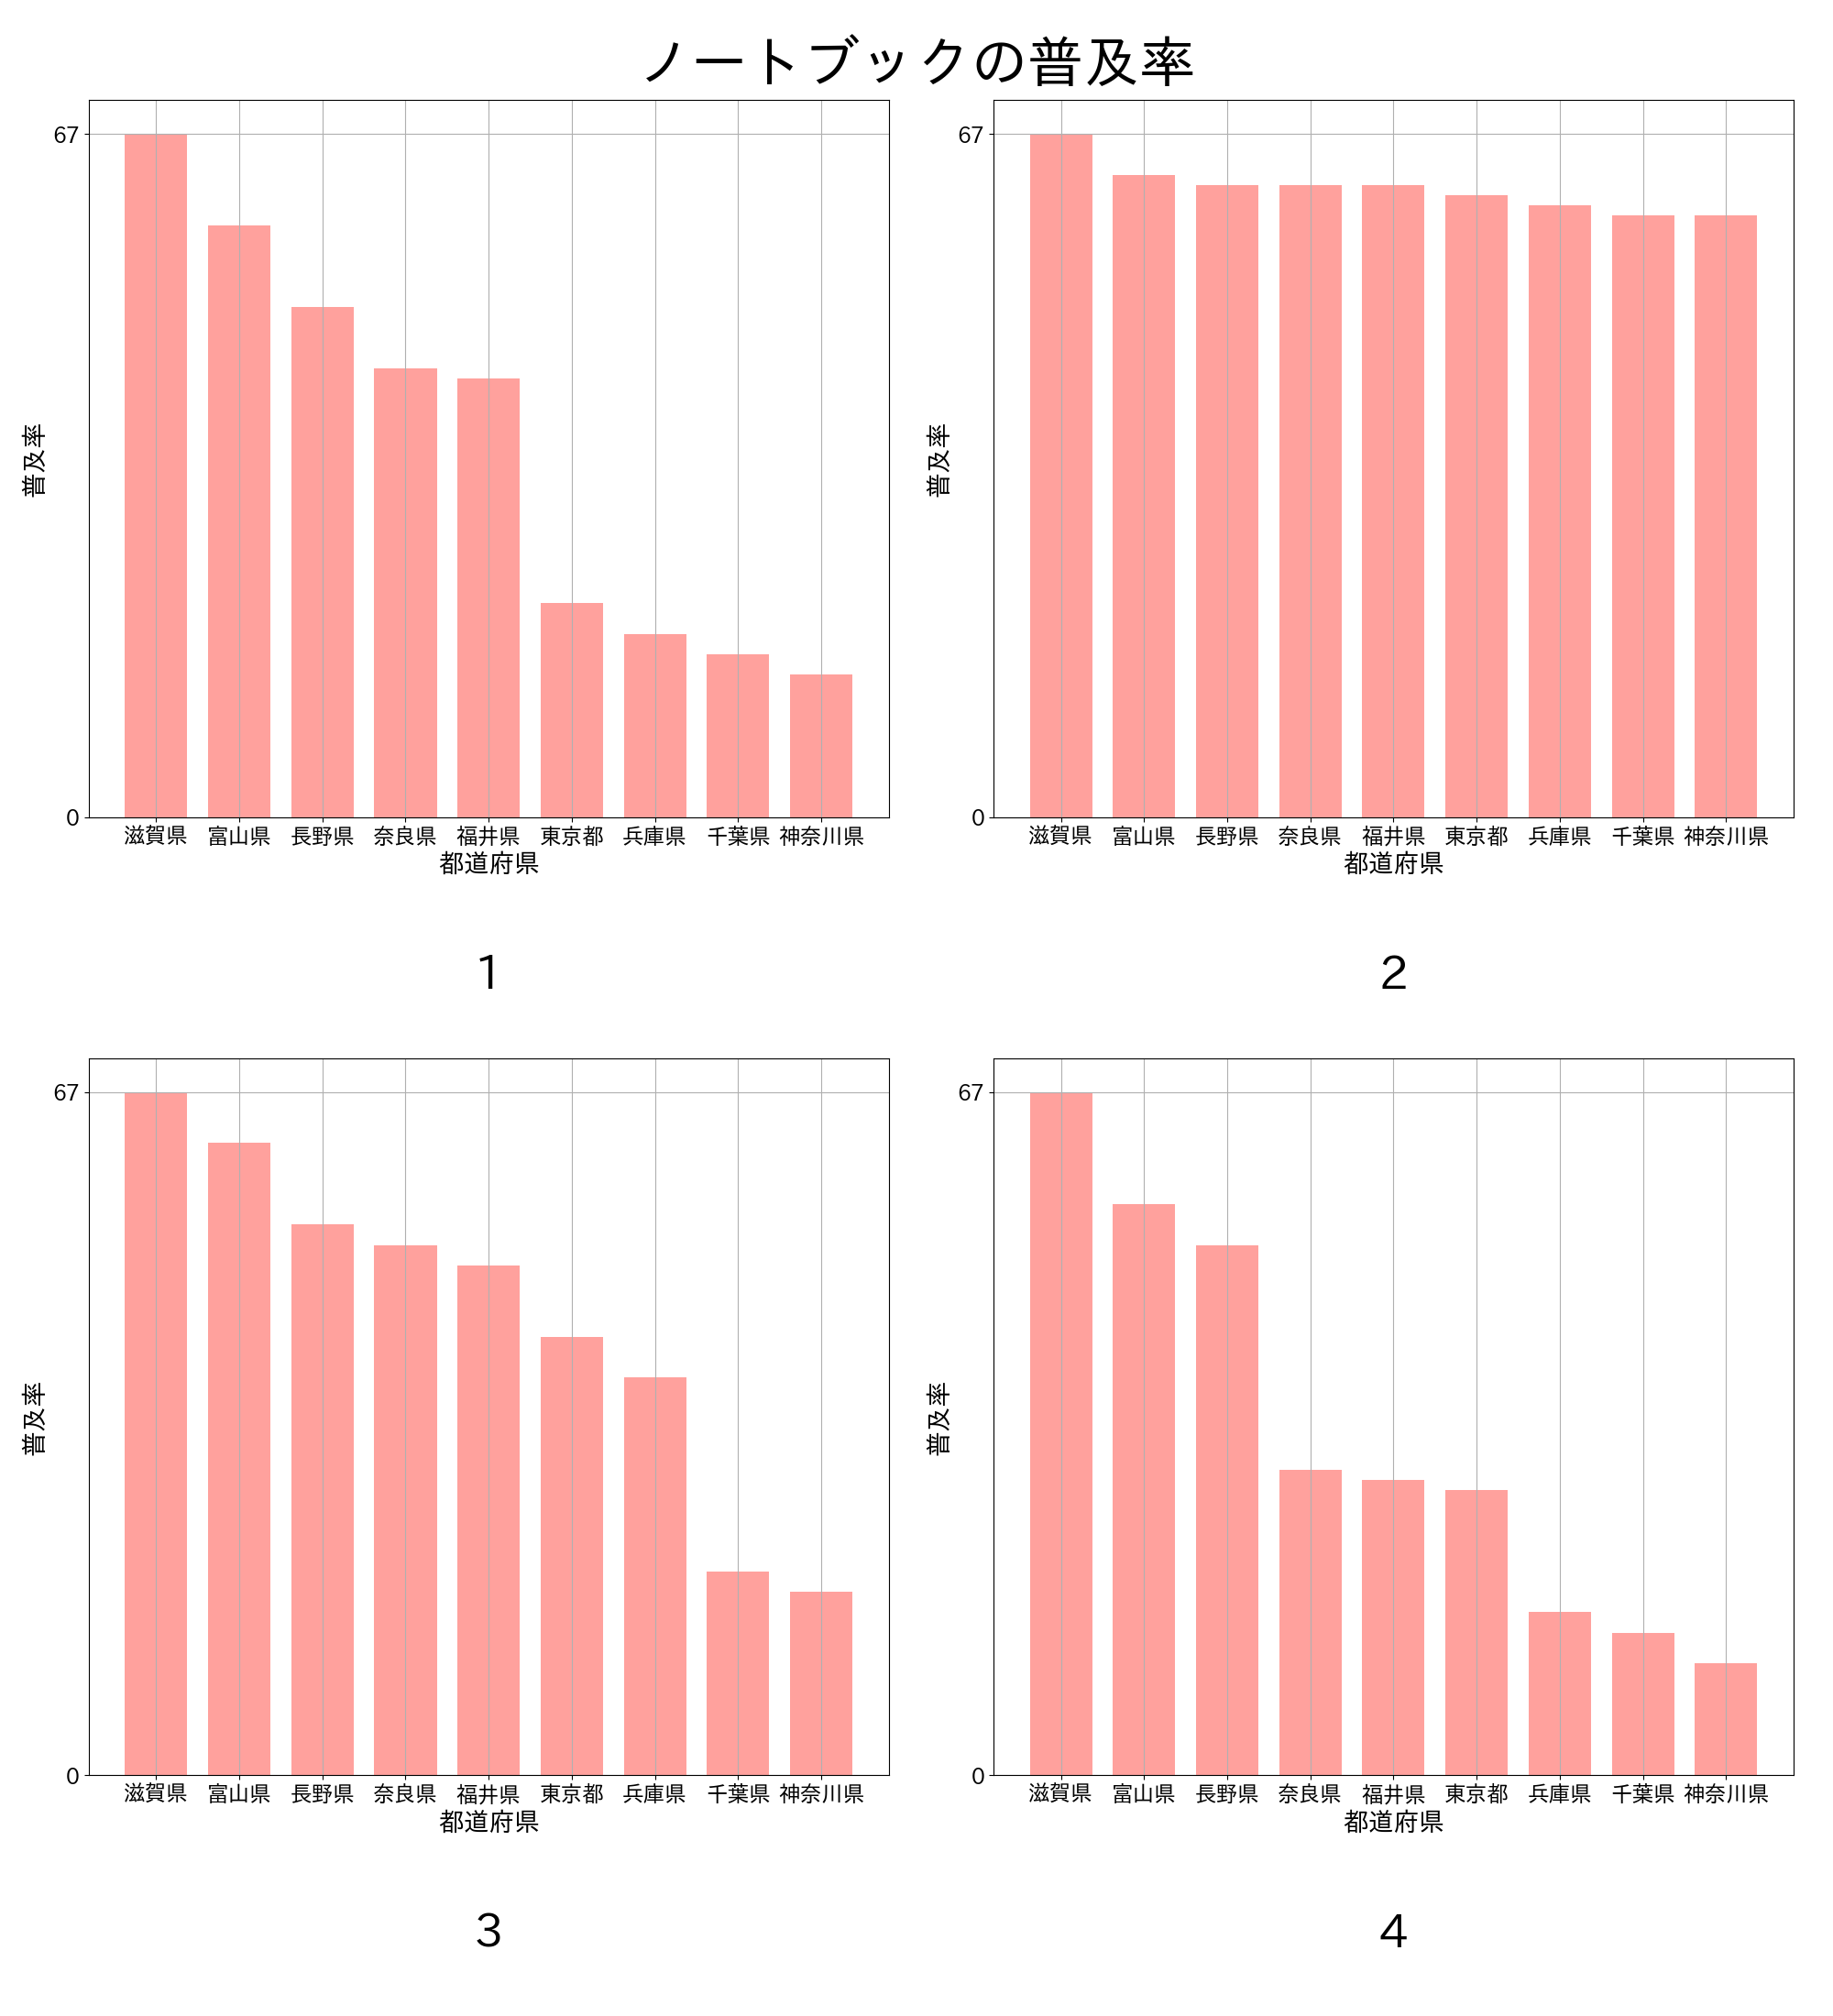 ノートブックの普及率
67
0
普及率
滋賀県 富山県 長野県 奈良県 福井県 東京都 兵庫県 千葉県 神奈川県
都道府県
1
67
0
普及率
滋賀県 富山県 長野県 奈良県 福井県 東京都 兵庫県 千葉県 神奈川県
都道府県
2
67
0
普及率
滋賀県 富山県 長野県 奈良県 福井県 東京都 兵庫県 千葉県 神奈川県
都道府県
3
67
0
普及率
滋賀県 富山県 長野県 奈良県 福井県 東京都 兵庫県 千葉県 神奈川県
都道府県
4